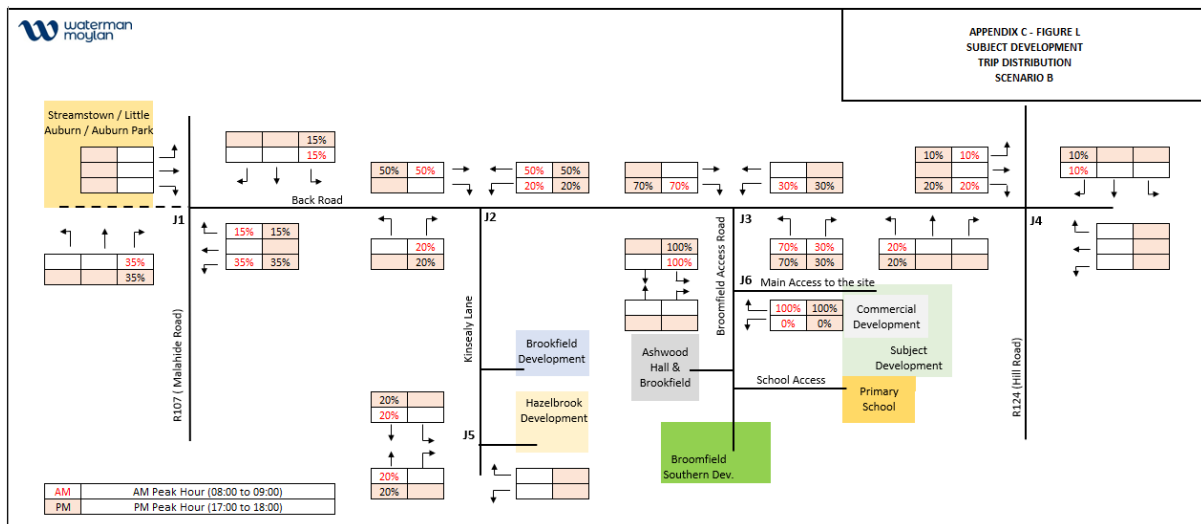 waterman
moylan
APPENDIX C - FIGURE L
SUBJECT DEVELOPMENT
TRIP DISTRIBUTION
SCENARIO B
Streamstown / Little
Auburn / Auburn Park
15%
15%
50% 50%
50% 50%
20% 20%
70% 70%
30% 30%
10% 10%
20% 20%
10%
10%
Back Road
J1
J2
J3
J4
15% 15%
35% 35%
35%
35%
20%
20%
100%
100%
70% 30%
70% 30%
20%
20%
J6
Main Access to the site
100% 100%
0% 0%
Commercial
Development
Subject
Development
R107 ( Malahide Road)
Kinsealy Lane
Broomfield Access Road
R124 (Hill Road)
Brookfield
Development
Ashwood
Hall &
Brookfield
School Access
Primary
School
Hazelbrook
Development
20%
20%
J5
20%
20%
Broomfield
Southern Dev.
AM AM Peak Hour (08:00 to 09:00)
PM PM Peak Hour (17:00 to 18:00)